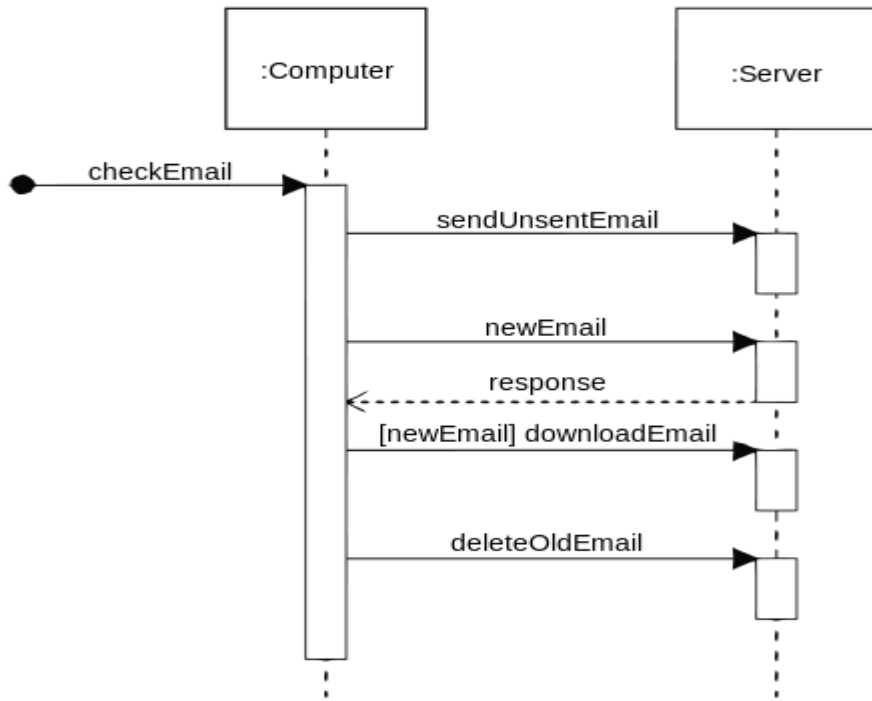 :Computer
:Server
checkEmail
sendUnsentEmail
newEmail
response
[newEmail] downloadEmail
deleteOldEmail